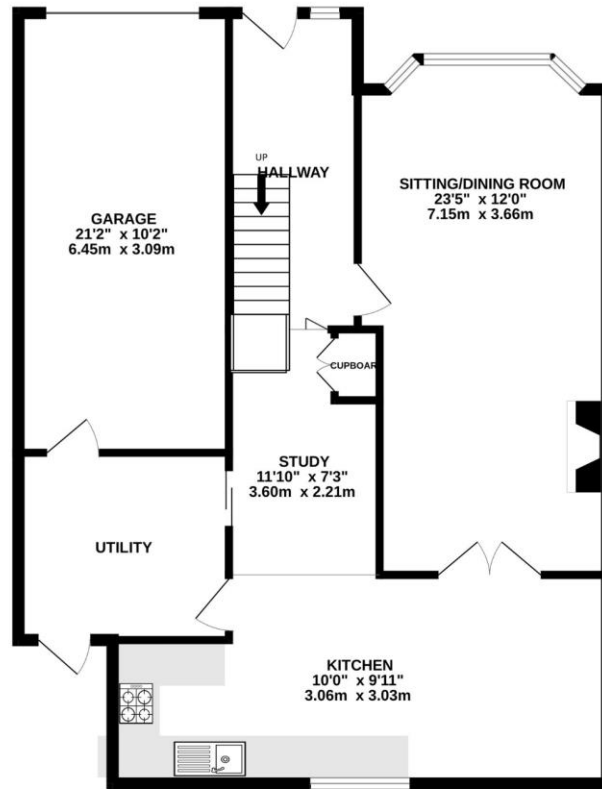 UP
HALLWAY
SITTING/DINING ROOM
23'5" x 12'0"
7.15m x 3.66m
GARAGE
21'2" x 10'2"
6.45m x 3.09m
CUPBOAR
STUDY
11'10" x 7'3"
3.60m x 2.21m
UTILITY
KITCHEN
10'0" x 9'11"
3.06m x 3.03m